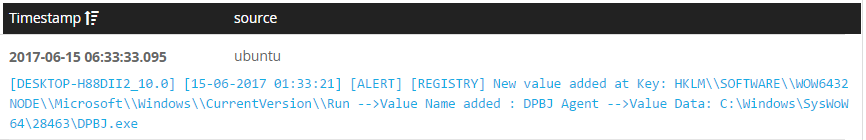 Timestamp source
2017-06-15 06:33:33.095 ubuntu
[DESKTOP-H88DII2_10.0] [15-06-2017 01:33:21] [ALERT] [REGISTRY] New value added at Key: HKLM\\SOFTWARE\\WOW6432
NODE\\Microsoft\\Windows\\CurrentVersion\\Run -->Value Name added : DPBJ Agent -->Value Data: C:\Windows\SysWoW
64\28463\DPBJ.exe